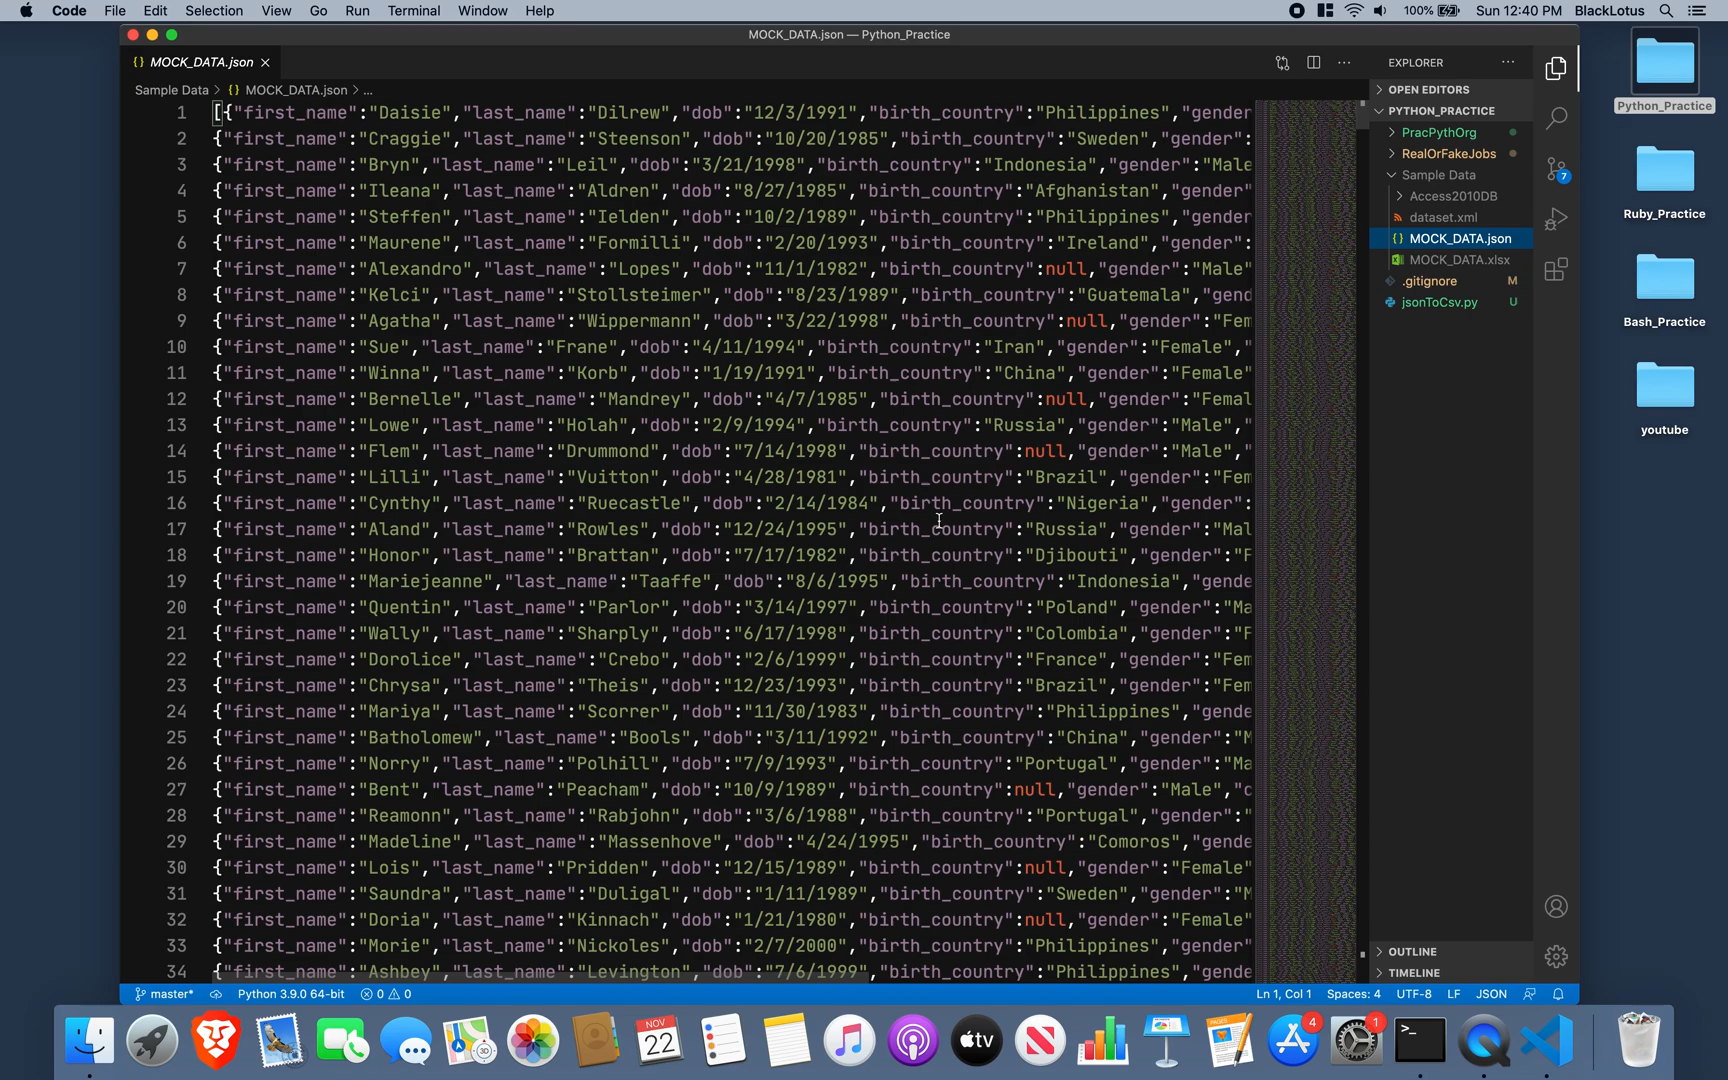 Code File Edit Selection View Go Run Terminal Window Help 100% Sun 12:40 PM BlackLotus
MOCK_DATA.json — Python_Practice
{} MOCK_DATA.json ×
Sample Data > {} MOCK_DATA.json > ...
1 [{"first_name":"Daisie","last_name":"Dilrew","dob":"12/3/1991","birth_country":"Philippines","gender
2 {"first_name":"Craggie","last_name":"Steenson","dob":"10/20/1985","birth_country":"Sweden","gender":
3 {"first_name":"Bryn","last_name":"Leil","dob":"3/21/1998","birth_country":"Indonesia","gender":"Male
4 {"first_name":"Ileana","last_name":"Aldren","dob":"8/27/1985","birth_country":"Afghanistan","gender"
5 {"first_name":"Steffen","last_name":"Ielden","dob":"10/2/1989","birth_country":"Philippines","gender
6 {"first_name":"Maurene","last_name":"Formilli","dob":"2/20/1993","birth_country":"Ireland","gender":
7 {"first_name":"Alexandro","last_name":"Lopes","dob":"11/1/1982","birth_country":null,"gender":"Male"
8 {"first_name":"Kelci","last_name":"Stollsteimer","dob":"8/23/1989","birth_country":"Guatemala","gend
9 {"first_name":"Agatha","last_name":"Wippermann","dob":"3/22/1998","birth_country":null,"gender":"Fem
10 {"first_name":"Sue","last_name":"Frane","dob":"4/11/1994","birth_country":"Iran","gender":"Female","
11 {"first_name":"Winna","last_name":"Korb","dob":"1/19/1991","birth_country":"China","gender":"Female"
12 {"first_name":"Bernelle","last_name":"Mandrey","dob":"4/7/1985","birth_country":null,"gender":"Femal
13 {"first_name":"Lowe","last_name":"Holah","dob":"2/9/1994","birth_country":"Russia","gender":"Male","
14 {"first_name":"Flem","last_name":"Drummond","dob":"7/14/1998","birth_country":null,"gender":"Male","
15 {"first_name":"Lilli","last_name":"Vuitton","dob":"4/28/1981","birth_country":"Brazil","gender":"Fem
16 {"first_name":"Cynthy","last_name":"Ruecastle","dob":"2/14/1984","birth_country":"Nigeria","gender":
17 {"first_name":"Aland","last_name":"Rowles","dob":"12/24/1995","birth_country":"Russia","gender":"Mal
18 {"first_name":"Honor","last_name":"Brattan","dob":"7/17/1982","birth_country":"Djibouti","gender":"F
19 {"first_name":"Mariejeanne","last_name":"Taaffe","dob":"8/6/1995","birth_country":"Indonesia","gende
20 {"first_name":"Quentin","last_name":"Parlor","dob":"3/14/1997","birth_country":"Poland","gender":"Ma
21 {"first_name":"Wally","last_name":"Sharply","dob":"6/17/1998","birth_country":"Colombia","gender":"F
22 {"first_name":"Dorolice","last_name":"Crebo","dob":"2/6/1999","birth_country":"France","gender":"Fem
23 {"first_name":"Chrysa","last_name":"Theis","dob":"12/23/1993","birth_country":"Brazil","gender":"Fem
24 {"first_name":"Mariya","last_name":"Scorrer","dob":"11/30/1983","birth_country":"Philippines","gende
25 {"first_name":"Batholomew","last_name":"Bools","dob":"3/11/1992","birth_country":"China","gender":"M
26 {"first_name":"Norry","last_name":"Polhill","dob":"7/9/1993","birth_country":"Portugal","gender":"Ma
27 {"first_name":"Bent","last_name":"Peacham","dob":"10/9/1989","birth_country":null,"gender":"Male","c
28 {"first_name":"Reamonn","last_name":"Rabjohn","dob":"3/6/1988","birth_country":"Portugal","gender":"
29 {"first_name":"Madeline","last_name":"Massenhove","dob":"4/24/1995","birth_country":"Comoros","gende
30 {"first_name":"Lois","last_name":"Pridden","dob":"12/15/1989","birth_country":null,"gender":"Female"
31 {"first_name":"Saundra","last_name":"Duligal","dob":"1/11/1989","birth_country":"Sweden","gender":"M
32 {"first_name":"Doria","last_name":"Kinnach","dob":"1/21/1980","birth_country":null,"gender":"Female"
33 {"first_name":"Morie","last_name":"Nickoles","dob":"2/7/2000","birth_country":"Philippines","gender"
34 {"first_name":"Ashbey","last_name":"Levington","dob":"7/6/1999","birth_country":"Philippines","gende
EXPLORER ...
OPEN EDITORS
PYTHON_PRACTICE
PracPythOrg
RealOrFakeJobs
Sample Data
Access2010DB
dataset.xml
{} MOCK_DATA.json
MOCK_DATA.xlsx
.gitignore M
jsonToCsv.py U
OUTLINE
TIMELINE
7
master* Python 3.9.0 64-bit 0 0 Ln 1, Col 1 Spaces: 4 UTF-8 LF JSON
Python_Practice
Ruby_Practice
Bash_Practice
youtube
3D
NOV
22
tv
PAGES
4
1
>_